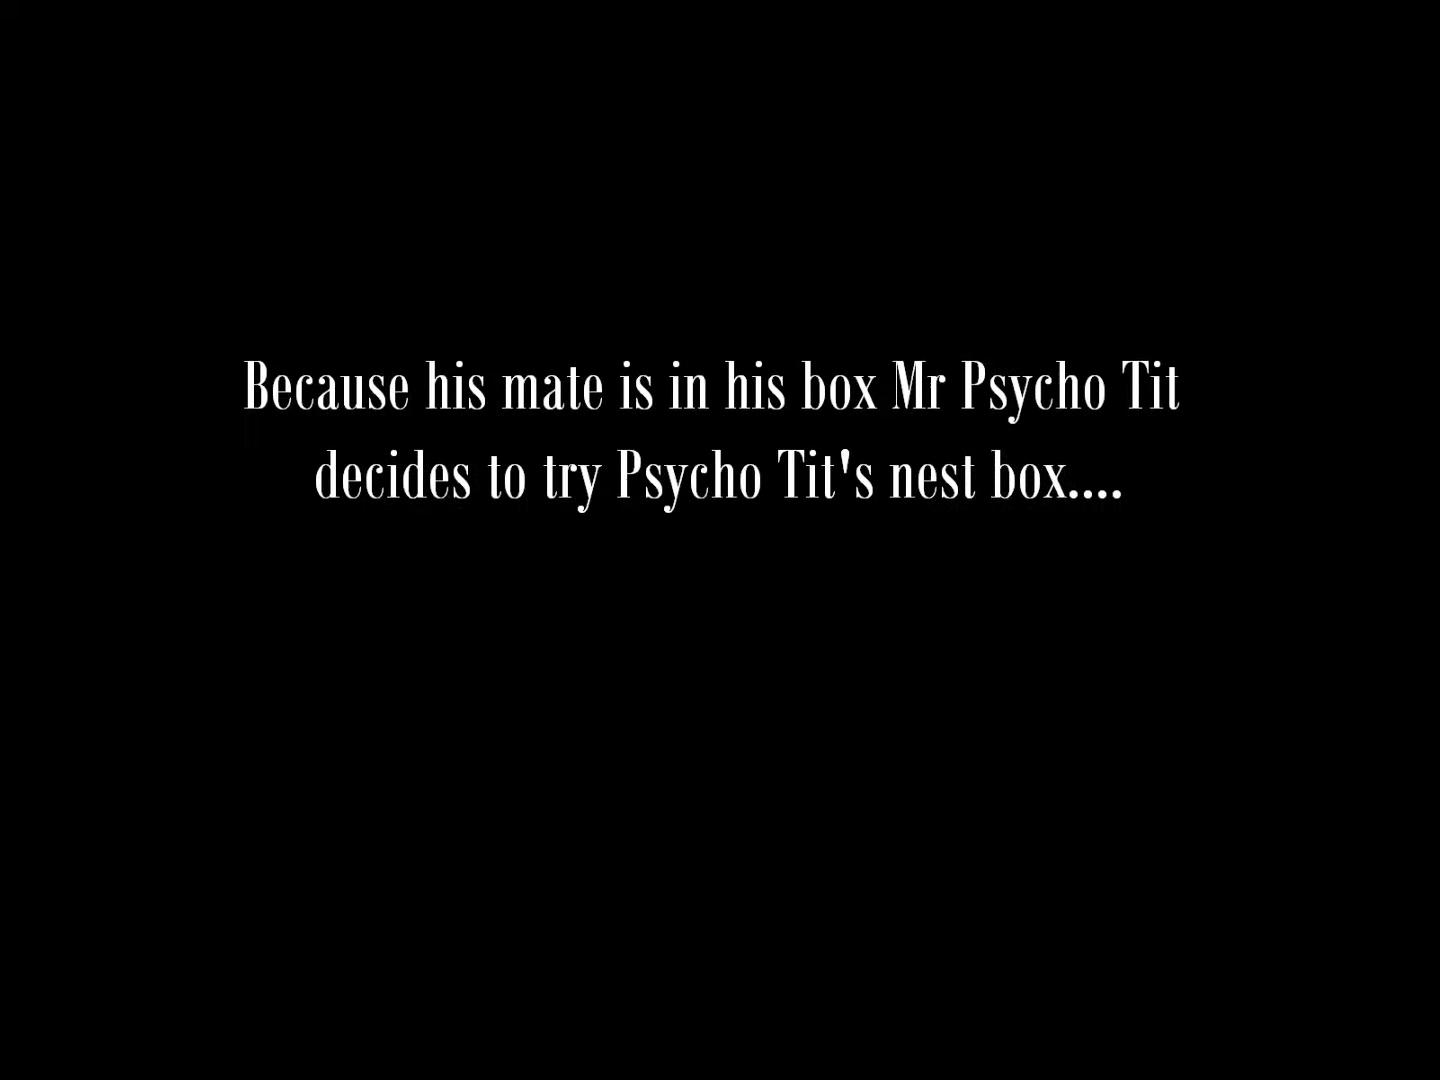 Because his mate is in his box Mr Psycho Tit
decides to try Psycho Tit's nest box....